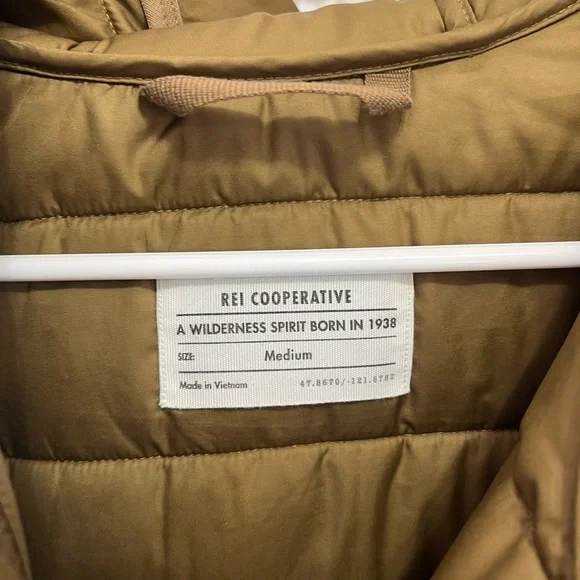 REI COOPERATIVE
A WILDERNESS SPIRIT BORN IN 1938
SIZE: Medium
Made in Vietnam 47.8670/-121.6782